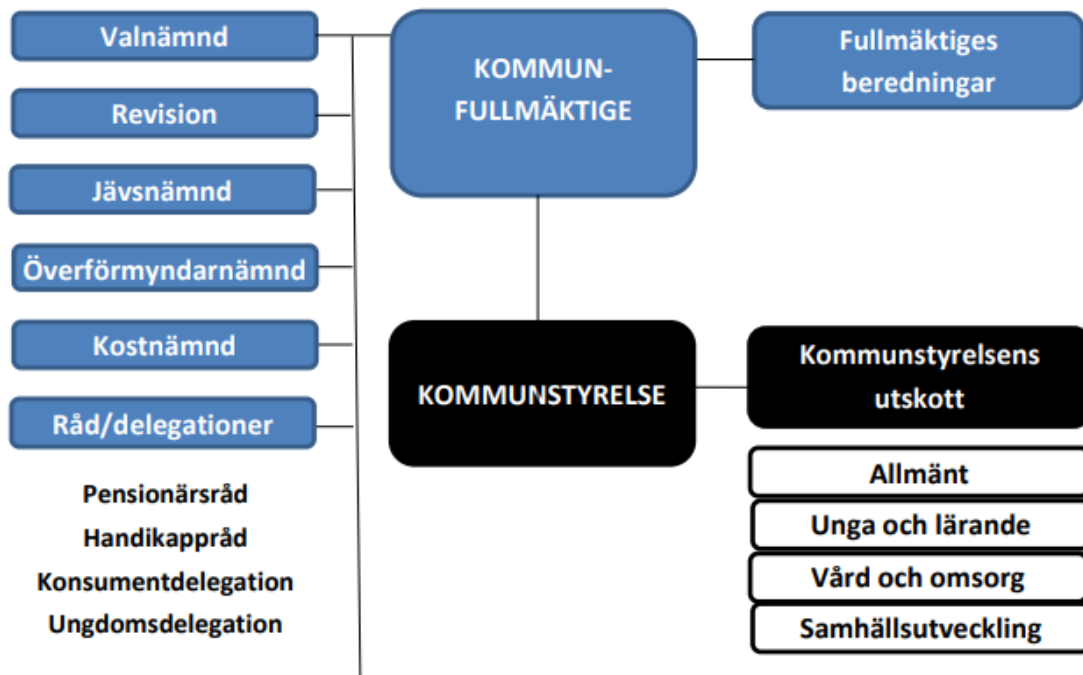 Valnämnd
Revision
Jävsnämnd
Överförmyndarnämnd
Kostnämnd
Råd/delegationer
Pensionärsråd
Handikappråd
Konsumentdelegation
Ungdomsdelegation
KOMMUN-
FULLMÄKTIGE
KOMMUNSTYRELSE
Fullmäktiges
beredningar
Kommunstyrelsens
utskott
Allmänt
Unga och lärande
Vård och omsorg
Samhällsutveckling